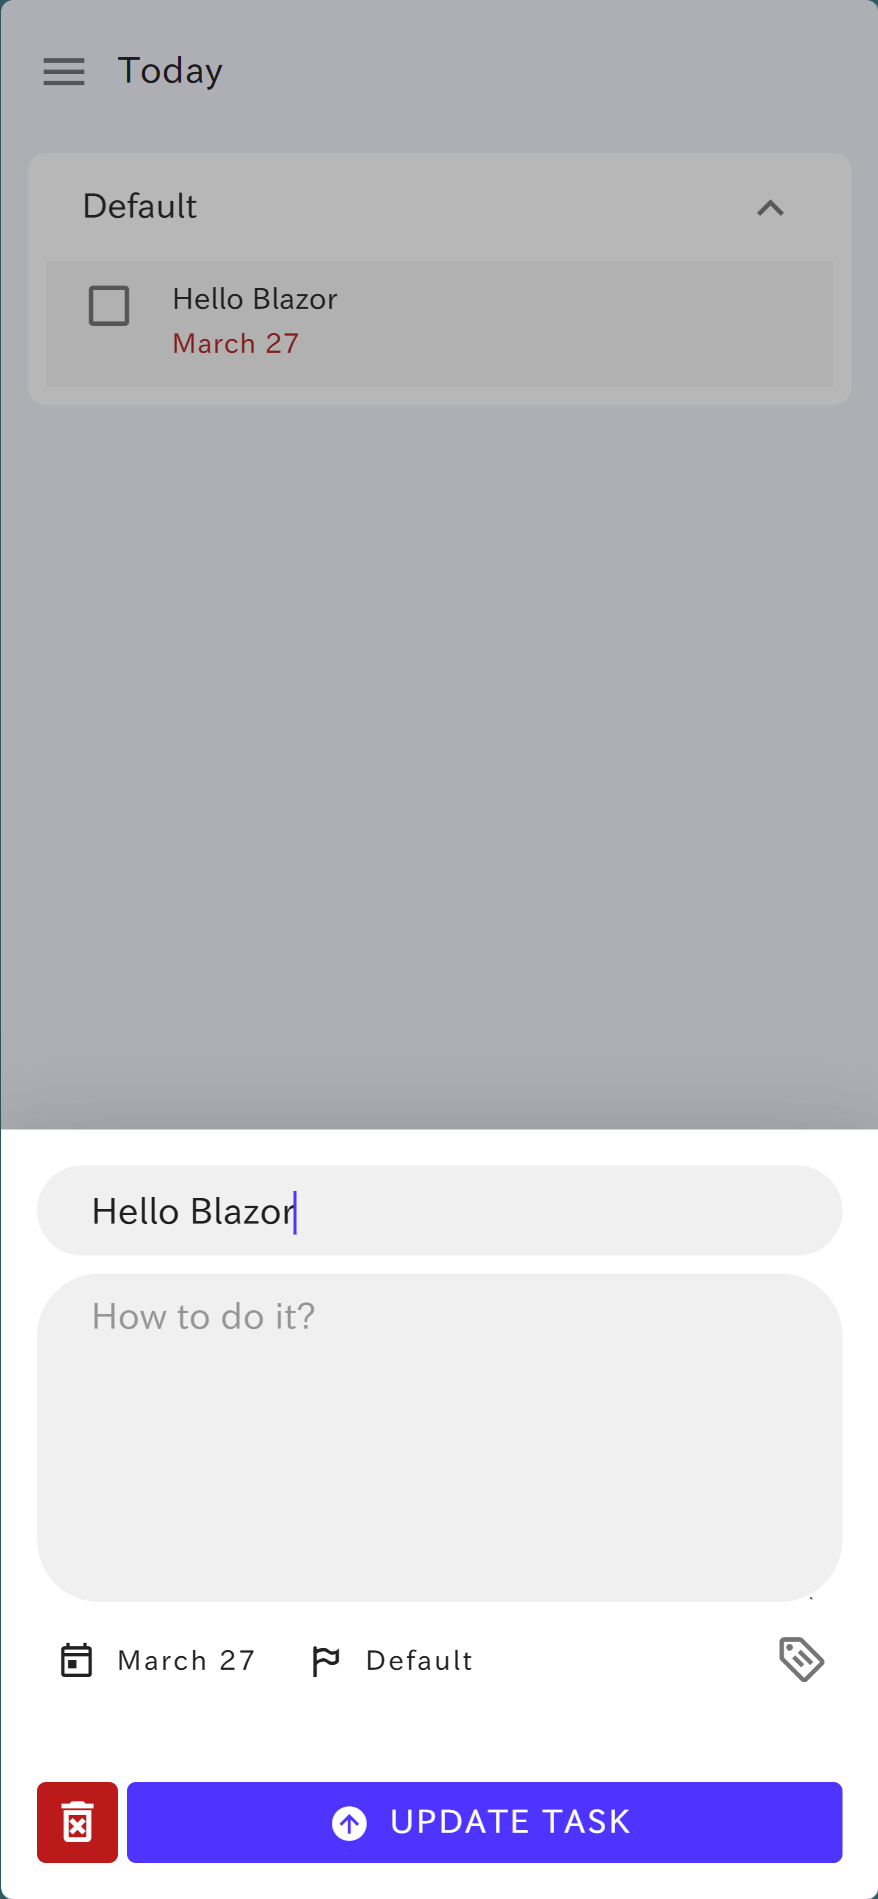 Today
Default
Hello Blazor
March 27
Hello Blazor
How to do it?
March 27 Default
UPDATE TASK